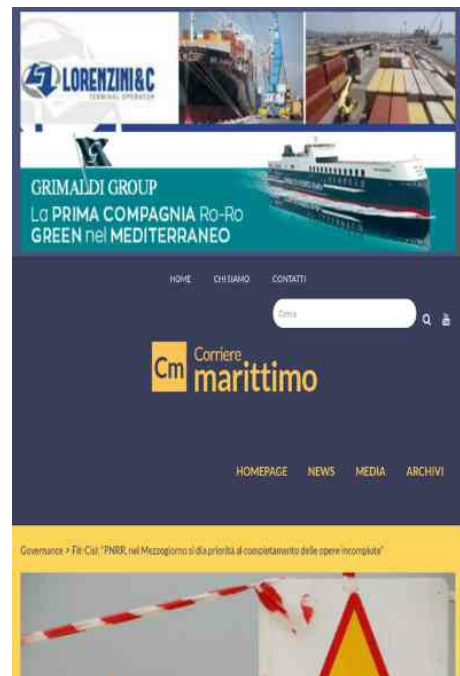 LORENZINI&C
TERMINAL OPERATOR
GRIMALDI GROUP
La PRIMA COMPAGNIA Ro-Ro
GREEN nel MEDITERRANEO
HOME CHI SIAMO CONTATTI
Cerca
Cm Corriere
marittimo
HOMEPAGE NEWS MEDIA ARCHIVI
Governance > Fit-Cisl: "PNRR, nel Mezzogiorno si dia priorità al completamento delle opere incompiute"